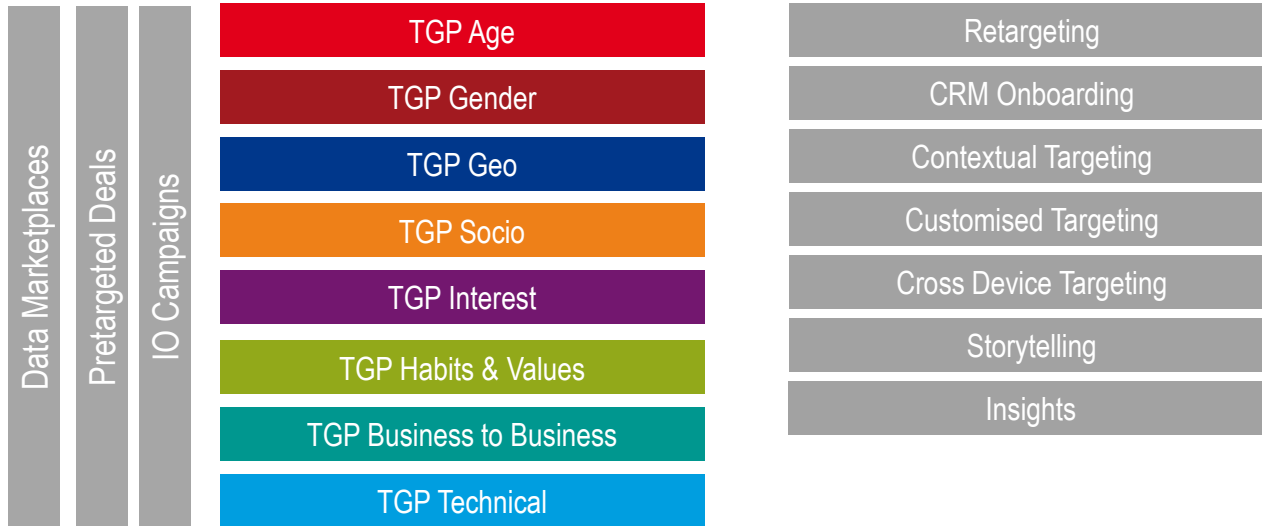 Data Marketplaces
Pretargeted Deals
IO Campaigns
TGP Age
TGP Gender
TGP Geo
TGP Socio
TGP Interest
TGP Habits & Values
TGP Business to Business
TGP Technical
Retargeting
CRM Onboarding
Contextual Targeting
Customised Targeting
Cross Device Targeting
Storytelling
Insights